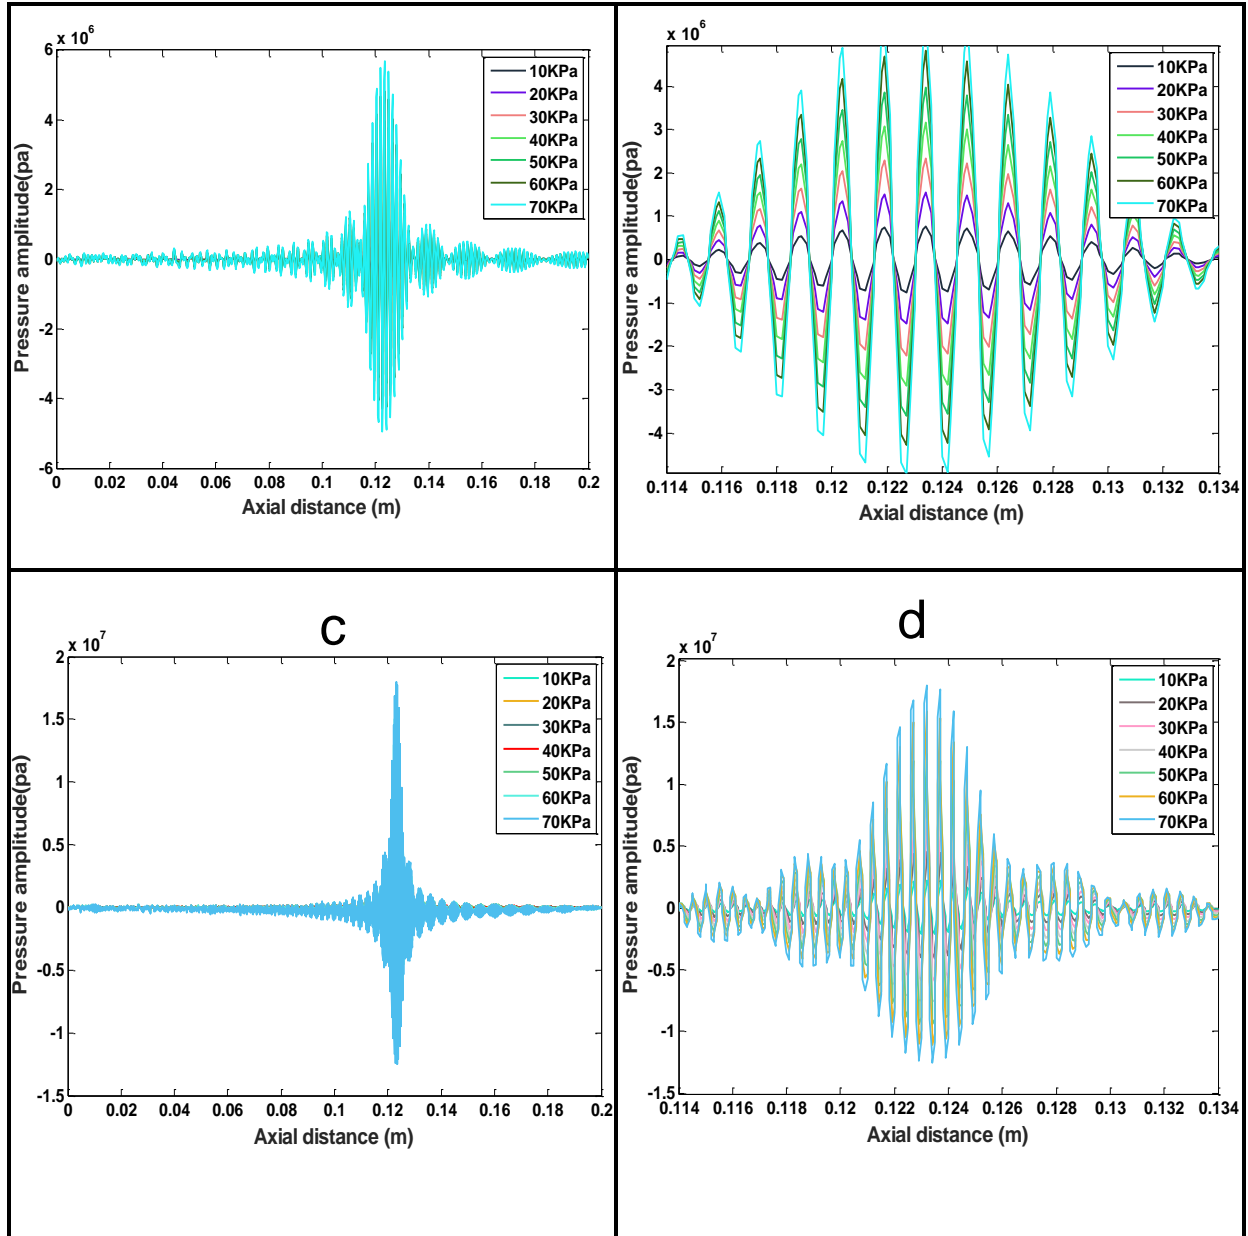 x 10^6
6
4
2
0
-2
-4
-6
0 0.02 0.04 0.06 0.08 0.10 0.12 0.14 0.16 0.18 0.2
Axial distance (m)
Pressure amplitude(pa)
10KPa
20KPa
30KPa
40KPa
50KPa
60KPa
70KPa
x 10^6
4
3
2
1
0
-1
-2
-3
-4
0.114 0.116 0.118 0.12 0.122 0.124 0.126 0.128 0.13 0.132 0.134
Axial distance (m)
Pressure amplitude(pa)
10KPa
20KPa
30KPa
40KPa
50KPa
60KPa
70KPa
c
x 10^7
2
1.5
1
0.5
0
-0.5
-1
-1.5
0 0.02 0.04 0.06 0.08 0.1 0.12 0.14 0.16 0.18 0.2
Axial distance (m)
Pressure amplitude(pa)
10KPa
20KPa
30KPa
40KPa
50KPa
60KPa
70KPa
d
x 10^7
2
1.5
1
0.5
0
-0.5
-1
-1.5
0.114 0.116 0.118 0.12 0.122 0.124 0.126 0.128 0.13 0.132 0.134
Axial distance (m)
Pressure amplitude(pa)
10KPa
20KPa
30KPa
40KPa
50KPa
60KPa
70KPa